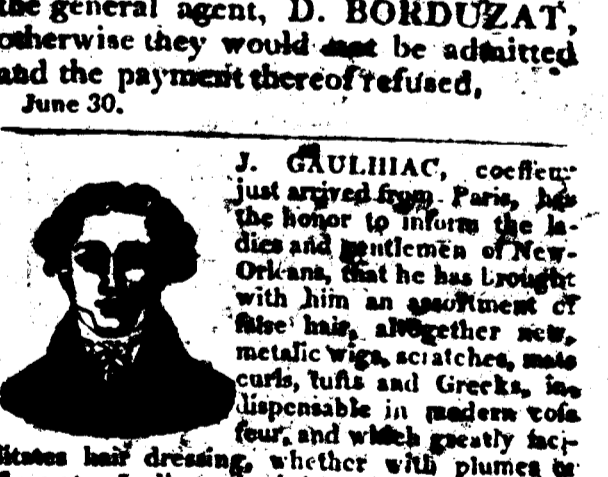 the general agent, D. BORDUZAT,
otherwise they would not be admitted
and the payment thereof refused.
June 30.
J. GAULHIAC, coeffeur
just arrived from Paris, has
the honor to inform the la-
dies and gentlemen of New-
Orleans, that he has brought
with him an assortment of
false hair, altogether new,
metalic wigs, scratches,
curls, tufts and Greeks, in-
dispensable in modern coif-
feur, and which greatly faci-
litates hair dressing, whether with plumes or